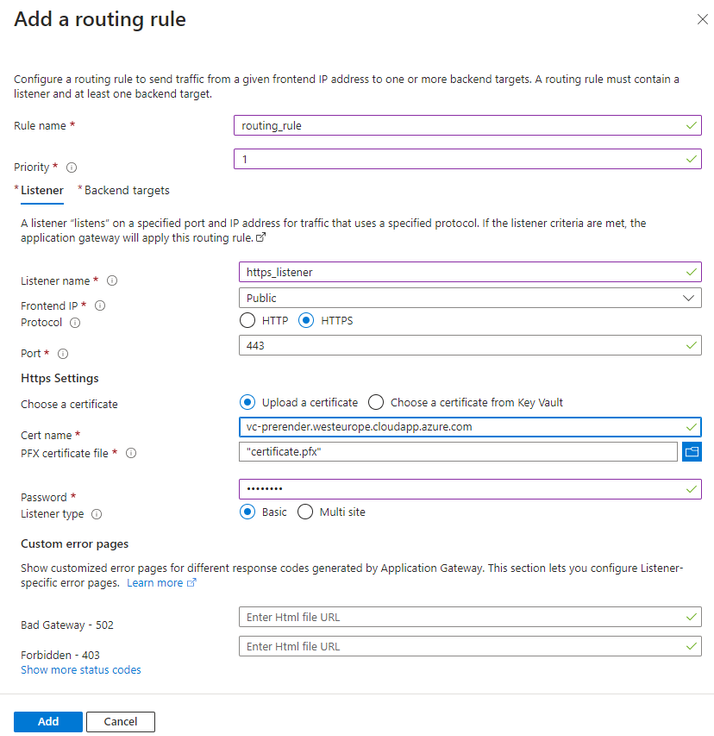 Add a routing rule
Configure a routing rule to send traffic from a given frontend IP address to one or more backend targets. A routing rule must contain a
listener and at least one backend target.
Rule name * routing_rule
Priority * 1
* Listener * Backend targets
A listener “listens” on a specified port and IP address for traffic that uses a specified protocol. If the listener criteria are met, the
application gateway will apply this routing rule.
Listener name * https_listener
Frontend IP * Public
Protocol HTTP HTTPS
Port * 443
Https Settings
Choose a certificate Upload a certificate Choose a certificate from Key Vault
Cert name * vc-prerender.westeurope.cloudapp.azure.com
PFX certificate file * "certificate.pfx"
Password * ••••••••
Listener type Basic Multi site
Custom error pages
Show customized error pages for different response codes generated by Application Gateway. This section lets you configure Listener-
specific error pages. Learn more
Bad Gateway - 502 Enter Html file URL
Forbidden - 403 Enter Html file URL
Show more status codes
Add Cancel